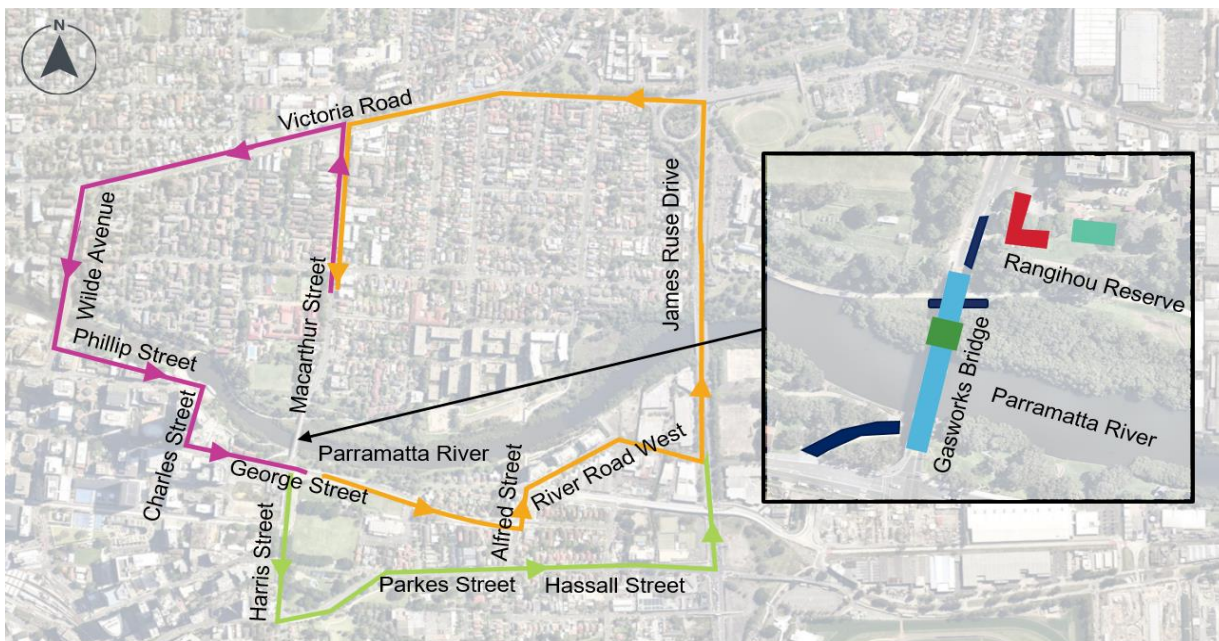 N
Victoria Road
Wilde Avenue
Phillip Street
Macarthur Street
James Ruse Drive
Charles Street
George Street
Parramatta River
Alfred Street
River Road West
Harris Street
Parkes Street
Hassall Street
Rangihou Reserve
Gasworks Bridge
Parramatta River